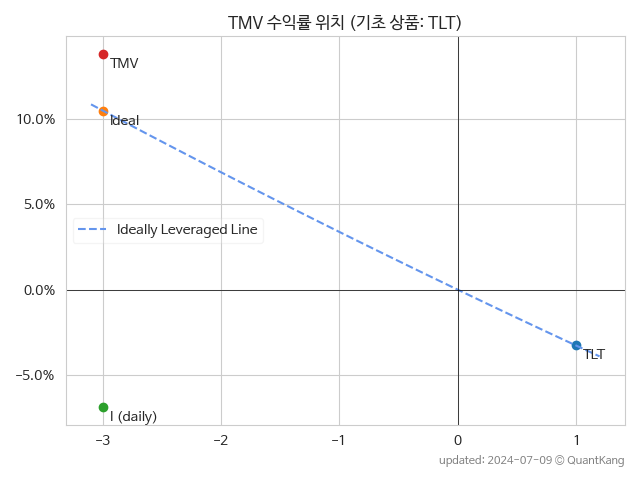 TMV 수익률 위치 (기초 상품: TLT)
TMV
10.0%
Ideal
5.0%
Ideally Leveraged Line
0.0%
TLT
−5.0%
I (daily)
−3 −2 −1 0 1
updated: 2024-07-09 © QuantKang